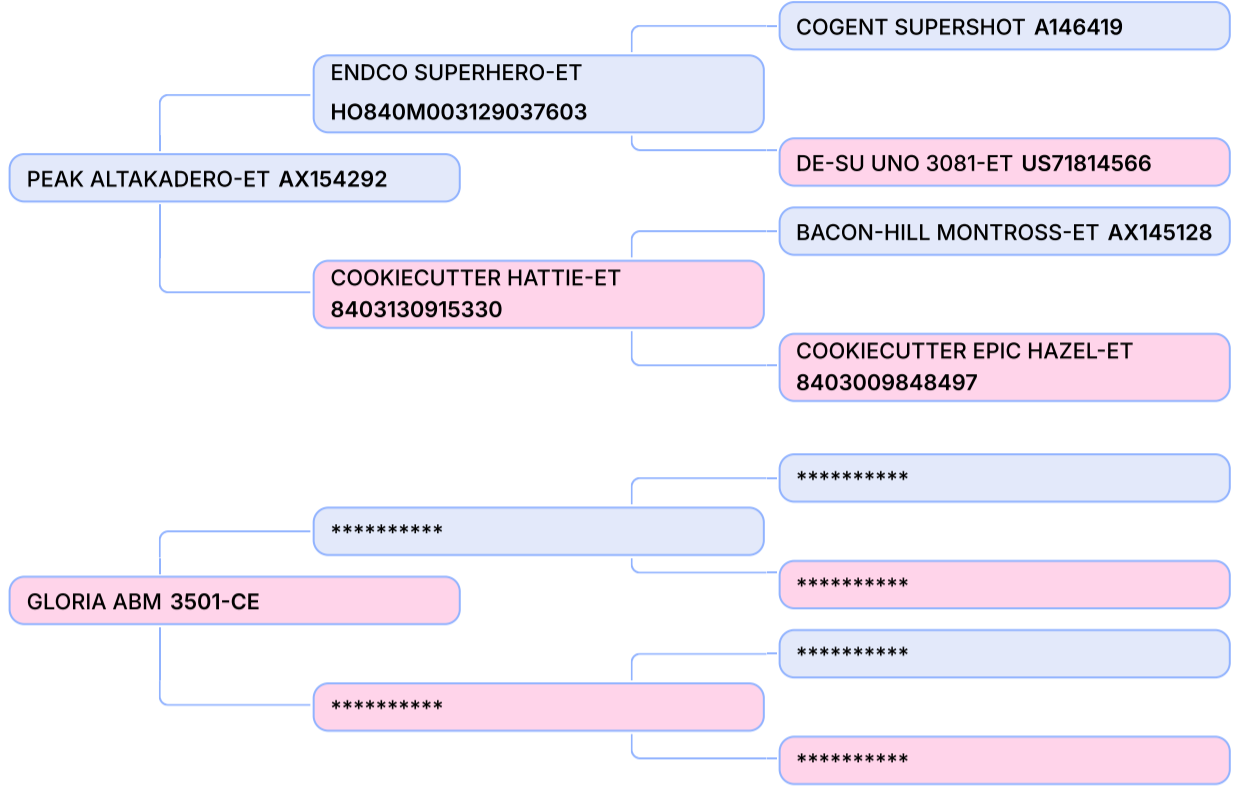 COGENT SUPERSHOT A146419
ENDCO SUPERHERO-ET
HO840M003129037603
DE-SU UNO 3081-ET US71814566
PEAK ALTAKADERO-ET AX154292
BACON-HILL MONTROSS-ET AX145128
COOKIECUTTER HATTIE-ET
8403130915330
COOKIECUTTER EPIC HAZEL-ET
8403009848497
**********
**********
**********
GLORIA ABM 3501-CE
**********
**********
**********